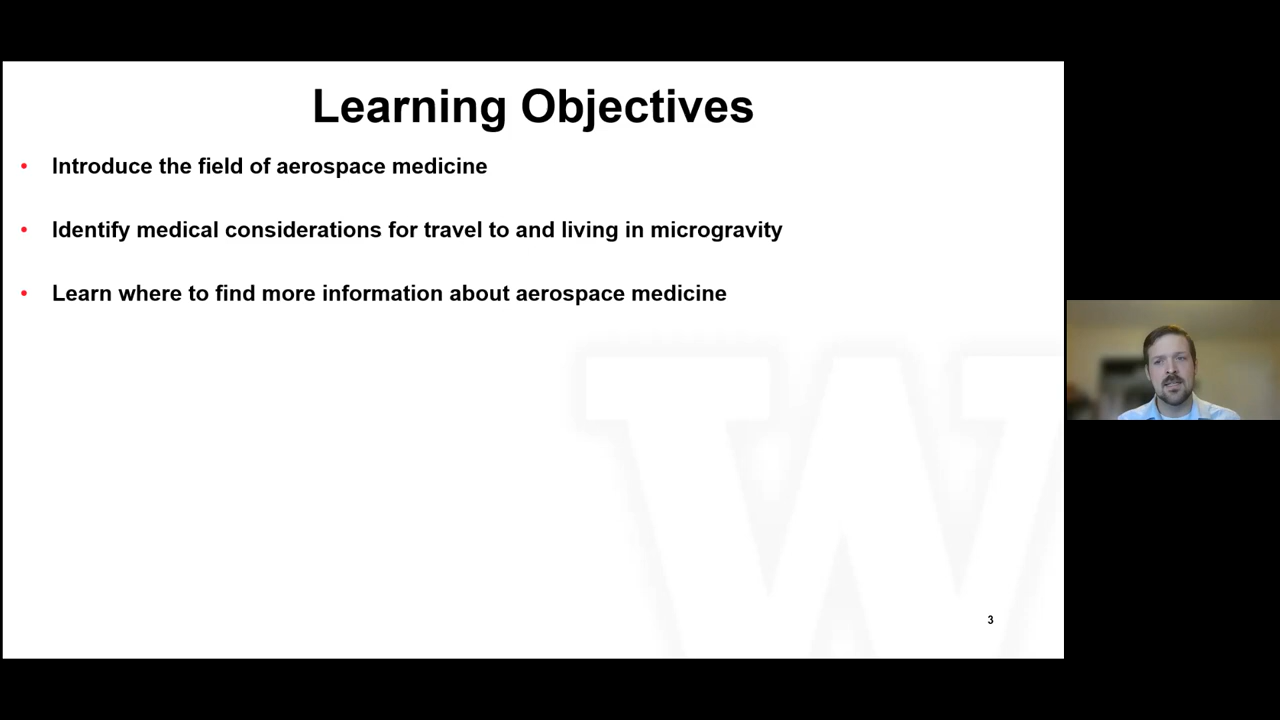 Learning Objectives
• Introduce the field of aerospace medicine
• Identify medical considerations for travel to and living in microgravity
• Learn where to find more information about aerospace medicine
W
3